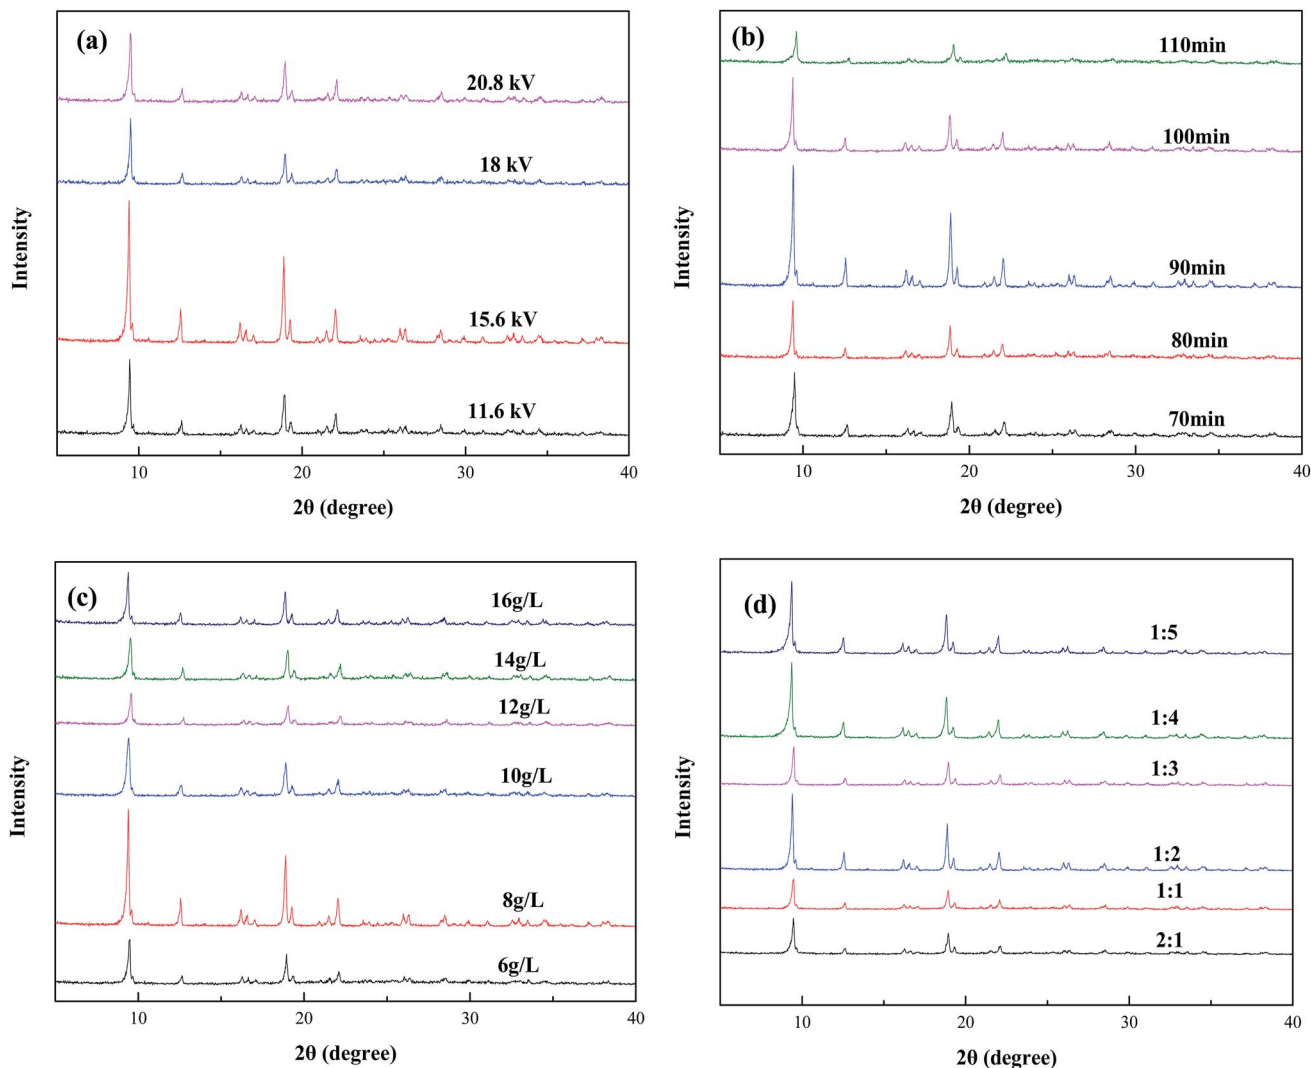 (a)
20.8 kV
18 kV
15.6 kV
11.6 kV
Intensity
10
20
30
40
2θ (degree)
(b)
110min
100min
90min
80min
70min
Intensity
10
20
30
40
2θ (degree)
(c)
16g/L
14g/L
12g/L
10g/L
8g/L
6g/L
Intensity
10
20
30
40
2θ (degree)
(d)
1:5
1:4
1:3
1:2
1:1
2:1
Intensity
10
20
30
40
2θ (degree)